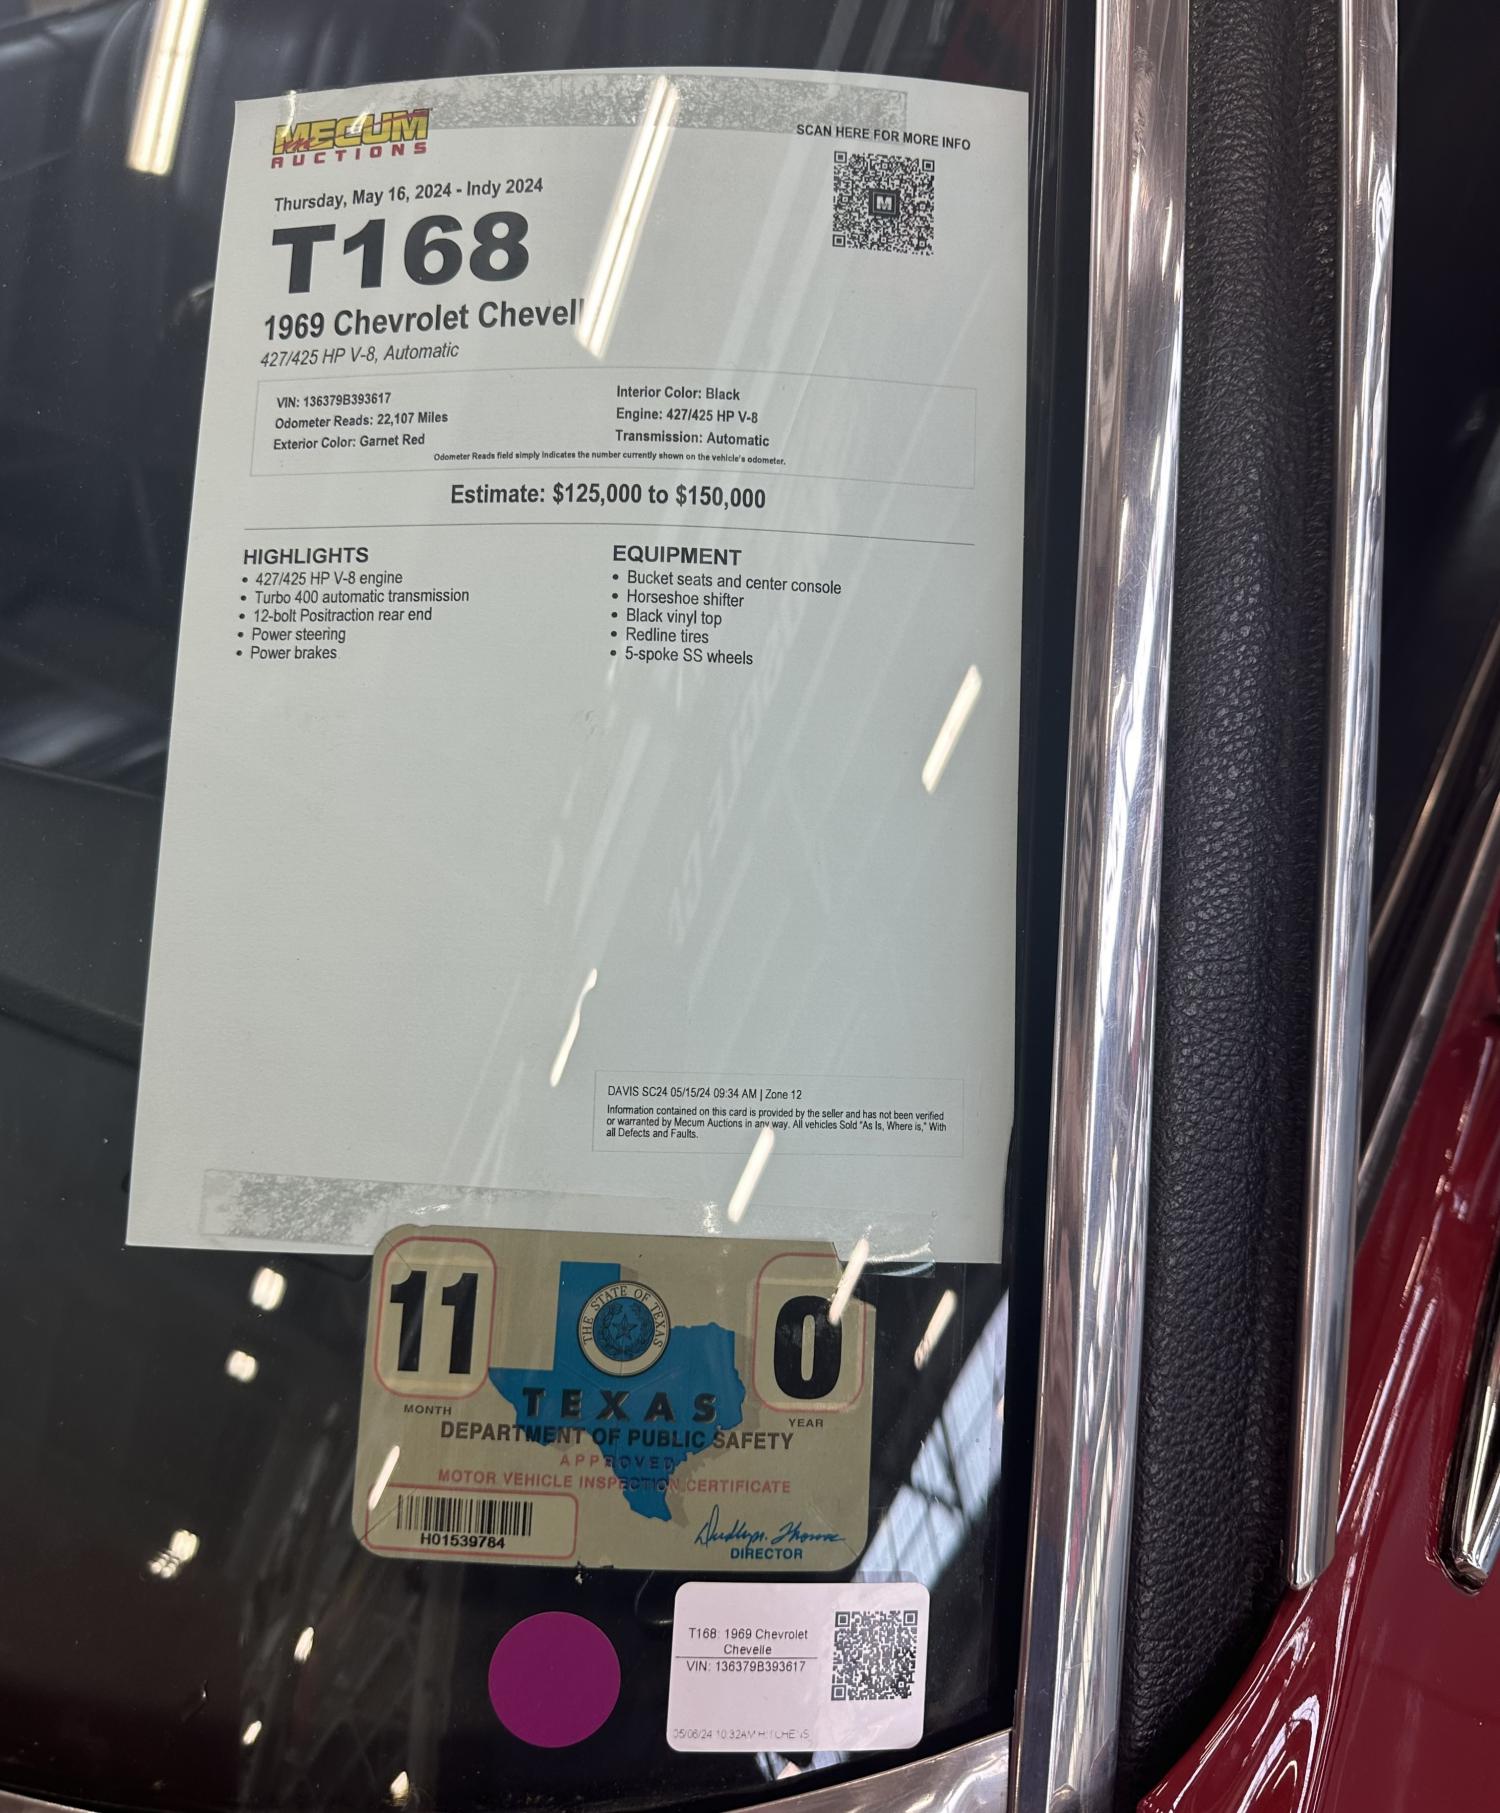 MECUM
AUCTIONS
SCAN HERE FOR MORE INFO
Thursday, May 16, 2024 - Indy 2024
T168
1969 Chevrolet Chevell
427/425 HP V-8, Automatic
VIN: 136379B393617
Odometer Reads: 22,107 Miles
Exterior Color: Garnet Red
Interior Color: Black
Engine: 427/425 HP V-8
Transmission: Automatic
Odometer Reads field simply indicates the number currently shown on the vehicle's odometer.
Estimate: $125,000 to $150,000
HIGHLIGHTS
• 427/425 HP V-8 engine
• Turbo 400 automatic transmission
• 12-bolt Positraction rear end
• Power steering
• Power brakes
EQUIPMENT
• Bucket seats and center console
• Horseshoe shifter
• Black vinyl top
• Redline tires
• 5-spoke SS wheels
DAVIS SC24 05/15/24 09:34 AM | Zone 12
Information contained on this card is provided by the seller and has not been verified
or warranted by Mecum Auctions in any way. All vehicles Sold "As Is, Where is," With
all Defects and Faults.
11
MONTH
THE STATE OF TEXAS
0
YEAR
TEXAS
DEPARTMENT OF PUBLIC SAFETY
APPROVED
MOTOR VEHICLE INSPECTION CERTIFICATE
H01539784
DIRECTOR
T168: 1969 Chevrolet
Chevelle
VIN: 136379B393617
05/06/24 10:32AM HITCHENS